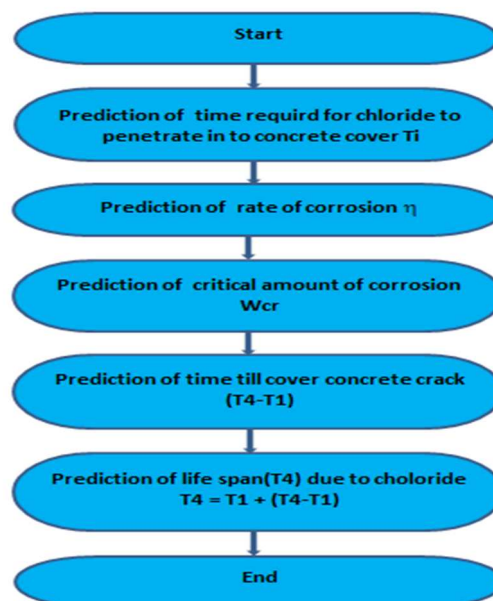 Start
Prediction of time requird for chloride to
penetrate in to concrete cover Ti
Prediction of rate of corrosion η
Prediction of critical amount of corrosion
Wcr
Prediction of time till cover concrete crack
(T4-T1)
Prediction of life span(T4) due to choloride
T4 = T1 + (T4-T1)
End